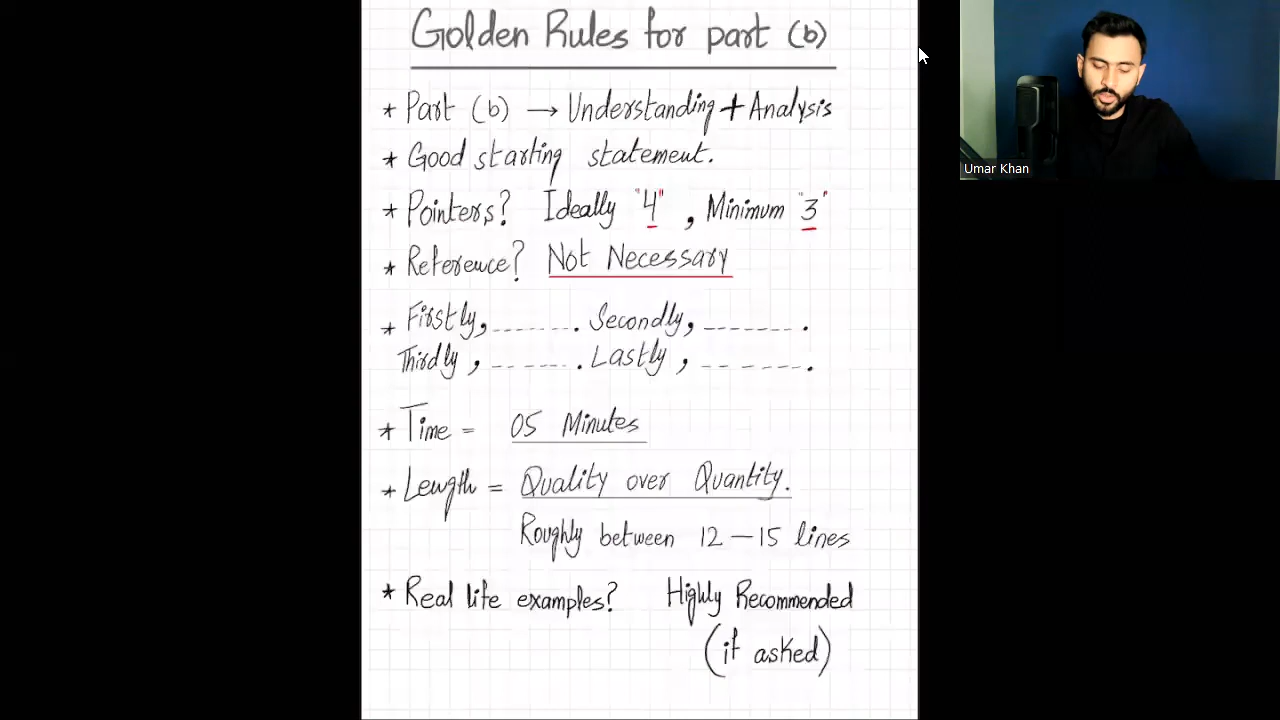 Golden Rules for part (b)
* Part (b) → Understanding + Analysis
* Good starting statement.
* Pointers? Ideally "4", Minimum "3"
* Reference? Not Necessary
* Firstly, ------- . Secondly, ------- .
Thirdly, ------ . Lastly, ------- .
* Time = 05 Minutes
* Length = Quality over Quantity.
Roughly between 12 – 15 lines
* Real life examples? Highly Recommended
(if asked)
Umar Khan